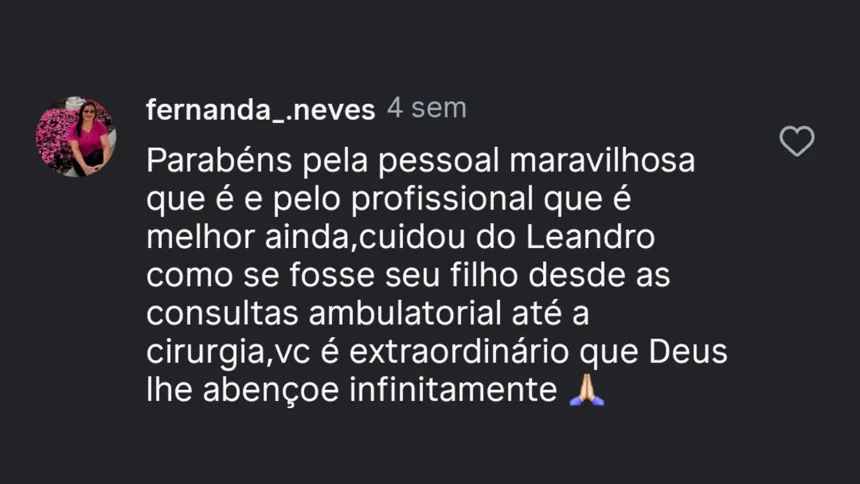 fernanda_.neves 4 sem
Parabéns pela pessoal maravilhosa
que é e pelo profissional que é
melhor ainda,cuidou do Leandro
como se fosse seu filho desde as
consultas ambulatorial até a
cirurgia,vc é extraordinário que Deus
lhe abençoe infinitamente 🙏🏼